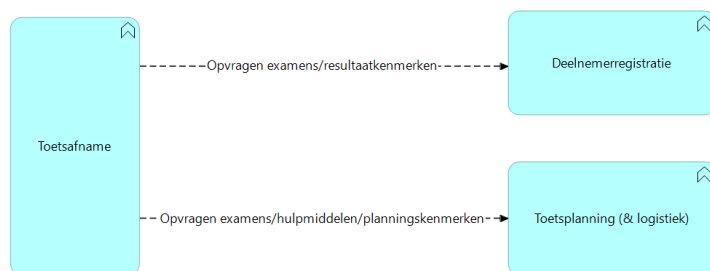 Opvragen examens/resultaatkenmerken
Deelnemerregistratie
Toetsafname
Opvragen examens/hulpmiddelen/planningskenmerken
Toetsplanning (& logistiek)